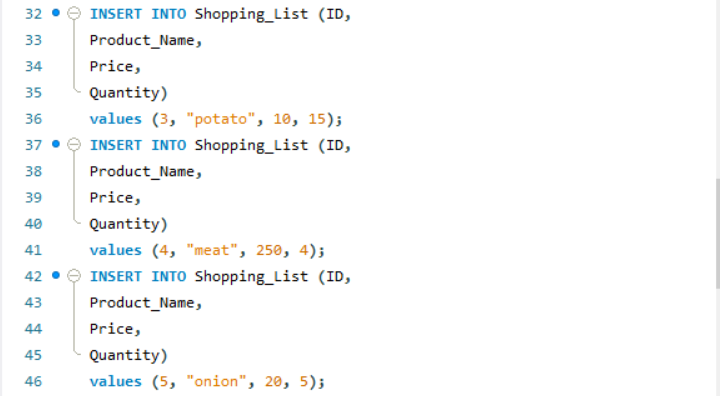 32 INSERT INTO Shopping_List (ID,
33 Product_Name,
34 Price,
35 Quantity)
36 values (3, "potato", 10, 15);
37 INSERT INTO Shopping_List (ID,
38 Product_Name,
39 Price,
40 Quantity)
41 values (4, "meat", 250, 4);
42 INSERT INTO Shopping_List (ID,
43 Product_Name,
44 Price,
45 Quantity)
46 values (5, "onion", 20, 5);